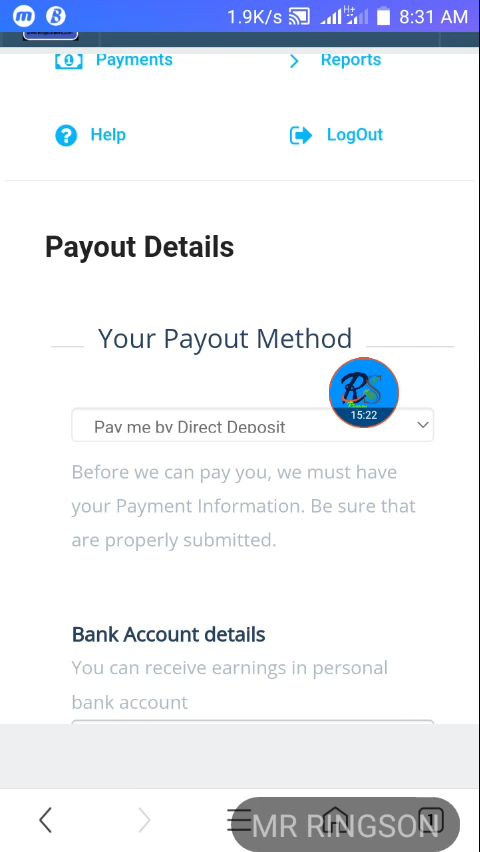 1.9K/s H+ 8:31 AM
Payments
Reports
Help
LogOut
Payout Details
Your Payout Method
RS
15:22
Pay me by Direct Deposit
Before we can pay you, we must have
your Payment Information. Be sure that
are properly submitted.
Bank Account details
You can receive earnings in personal
bank account
1
MR RINGSON